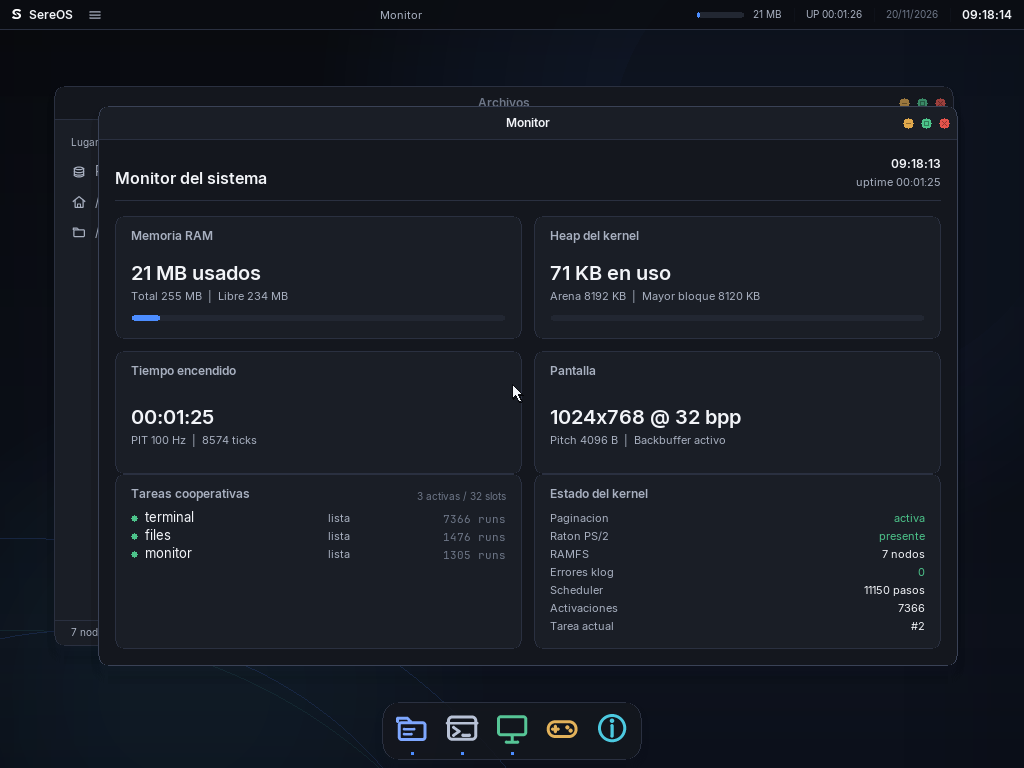 SereOS
Monitor
21 MB
UP 00:01:26
20/11/2026
09:18:14
Archivos
Monitor
Lugar
Monitor del sistema
09:18:13
uptime 00:01:25
Memoria RAM
21 MB usados
Total 255 MB | Libre 234 MB
Heap del kernel
71 KB en uso
Arena 8192 KB | Mayor bloque 8120 KB
Tiempo encendido
00:01:25
PIT 100 Hz | 8574 ticks
Pantalla
1024x768 @ 32 bpp
Pitch 4096 B | Backbuffer activo
Tareas cooperativas
3 activas / 32 slots
terminal lista 7366 runs
files lista 1476 runs
monitor lista 1305 runs
Estado del kernel
Paginacion activa
Raton PS/2 presente
RAMFS 7 nodos
Errores klog 0
Scheduler 11150 pasos
Activaciones 7366
Tarea actual #2
7 nod